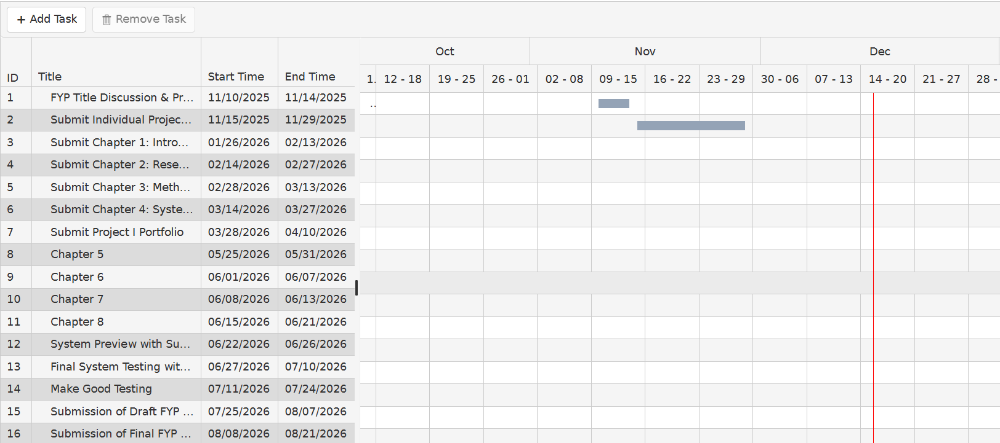 + Add Task Remove Task
Oct Nov Dec
ID Title Start Time End Time 1. 12 - 18 19 - 25 26 - 01 02 - 08 09 - 15 16 - 22 23 - 29 30 - 06 07 - 13 14 - 20 21 - 27 28 -
1 FYP Title Discussion & Pr... 11/10/2025 11/14/2025 ..
2 Submit Individual Projec... 11/15/2025 11/29/2025
3 Submit Chapter 1: Intro... 01/26/2026 02/13/2026
4 Submit Chapter 2: Rese... 02/14/2026 02/27/2026
5 Submit Chapter 3: Meth... 02/28/2026 03/13/2026
6 Submit Chapter 4: Syste... 03/14/2026 03/27/2026
7 Submit Project I Portfolio 03/28/2026 04/10/2026
8 Chapter 5 05/25/2026 05/31/2026
9 Chapter 6 06/01/2026 06/07/2026
10 Chapter 7 06/08/2026 06/13/2026
11 Chapter 8 06/15/2026 06/21/2026
12 System Preview with Su... 06/22/2026 06/26/2026
13 Final System Testing wit... 06/27/2026 07/10/2026
14 Make Good Testing 07/11/2026 07/24/2026
15 Submission of Draft FYP ... 07/25/2026 08/07/2026
16 Submission of Final FYP ... 08/08/2026 08/21/2026